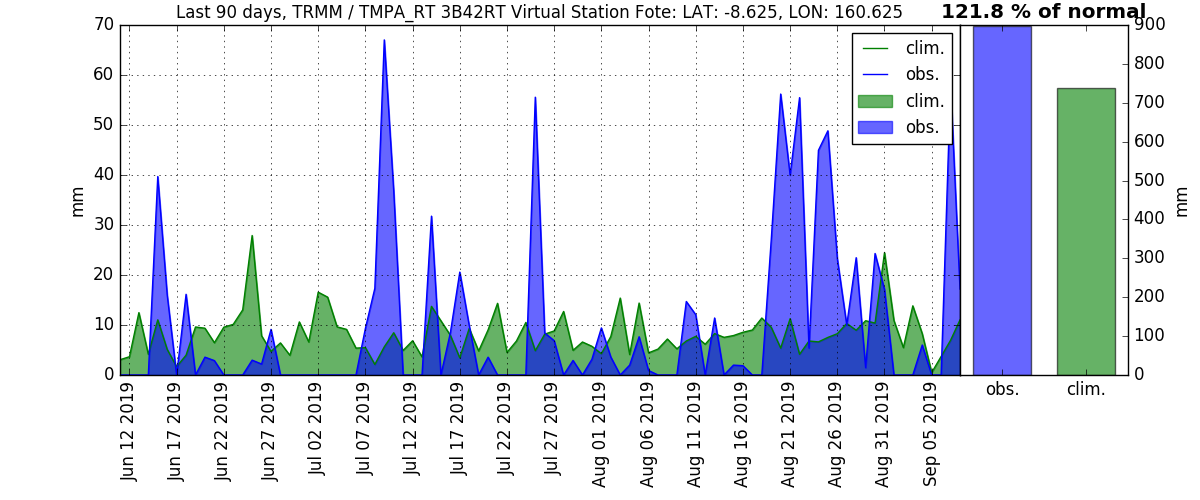 Last 90 days, TRMM / TMPA_RT 3B42RT Virtual Station Fote: LAT: -8.625, LON: 160.625
121.8 % of normal
70
60
50
40
30
20
10
0
mm
clim.
obs.
clim.
obs.
900
800
700
600
500
400
300
200
100
0
mm
Jun 12 2019
Jun 17 2019
Jun 22 2019
Jun 27 2019
Jul 02 2019
Jul 07 2019
Jul 12 2019
Jul 17 2019
Jul 22 2019
Jul 27 2019
Aug 01 2019
Aug 06 2019
Aug 11 2019
Aug 16 2019
Aug 21 2019
Aug 26 2019
Aug 31 2019
Sep 05 2019
obs.
clim.